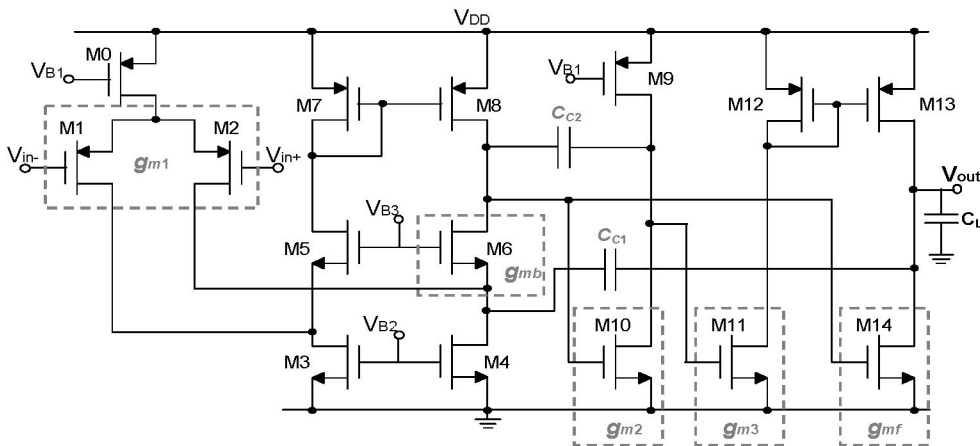 VDD
M0
VB1
VB1
M9
M7
M8
M12
M13
CC2
M1
M2
Vin-
gm1
Vin+
Vout
CL
VB3
M5
M6
gmb
CC1
VB2
M10
M11
M14
M3
M4
gm2
gm3
gmf